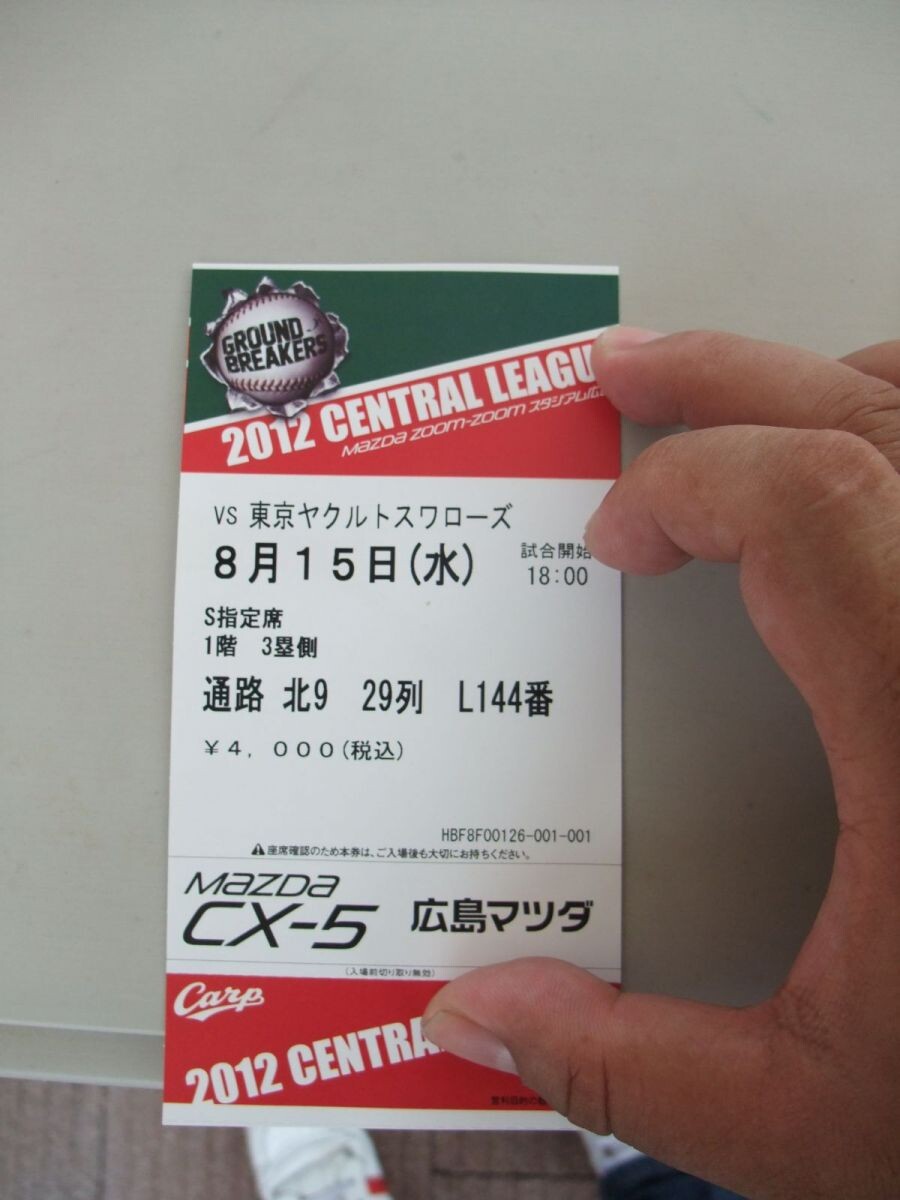 GROUND
BREAKERS
2012 CENTRAL LEAGU
mazDa zoom-zoom スタジアム広
VS 東京ヤクルトスワローズ
8月15日(水)
試合開始
18:00
S指定席
1階 3塁側
通路 北9 29列 L144番
¥4,000(税込)
HBF8F00126-001-001
座席確認のため本券は、ご入場後も大切にお持ちください。
mazDa
CX-5
広島マツダ
(入場前切り取り無効)
Carp
2012 CENTRA
営利目的の